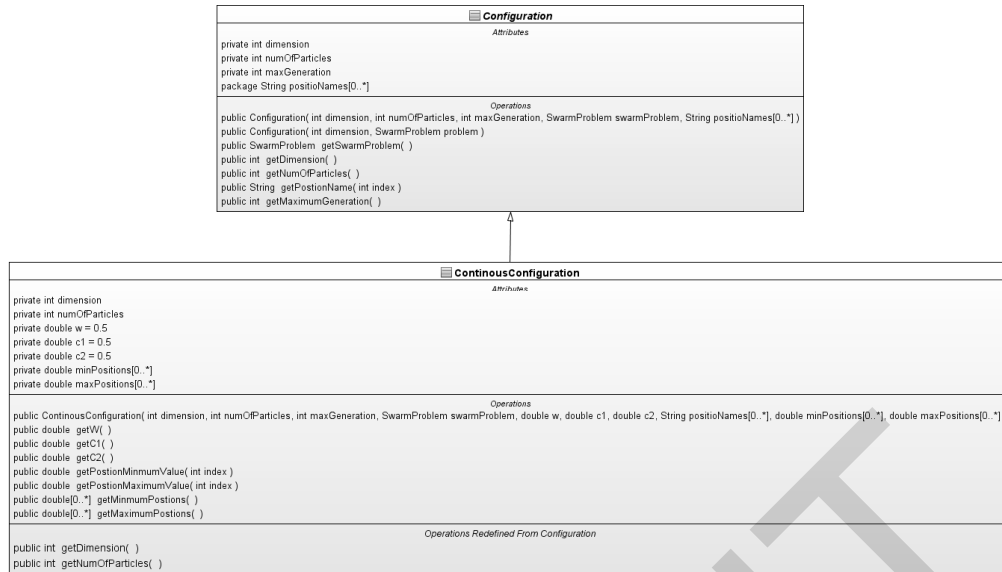 Configuration
Attributes
private int dimension
private int numOfParticles
private int maxGeneration
package String positioNames[0..*]
Operations
public Configuration( int dimension, int numOfParticles, int maxGeneration, SwarmProblem swarmProblem, String positioNames[0..*] )
public Configuration( int dimension, SwarmProblem problem )
public SwarmProblem getSwarmProblem( )
public int getDimension( )
public int getNumOfParticles( )
public String getPostionName( int index )
public int getMaximumGeneration( )
ContinousConfiguration
Attributes
private int dimension
private int numOfParticles
private double w = 0.5
private double c1 = 0.5
private double c2 = 0.5
private double minPositions[0..*]
private double maxPositions[0..*]
Operations
public ContinousConfiguration( int dimension, int numOfParticles, int maxGeneration, SwarmProblem swarmProblem, double w, double c1, double c2, String positioNames[0..*], double minPositions[0..*], double maxPositions[0..*]
public double getW( )
public double getC1( )
public double getC2( )
public double getPostionMinmumValue( int index )
public double getPostionMaximumValue( int index )
public double[0..*] getMinmumPostions( )
public double[0..*] getMaximumPostions( )
Operations Redefined From Configuration
public int getDimension( )
public int getNumOfParticles( )